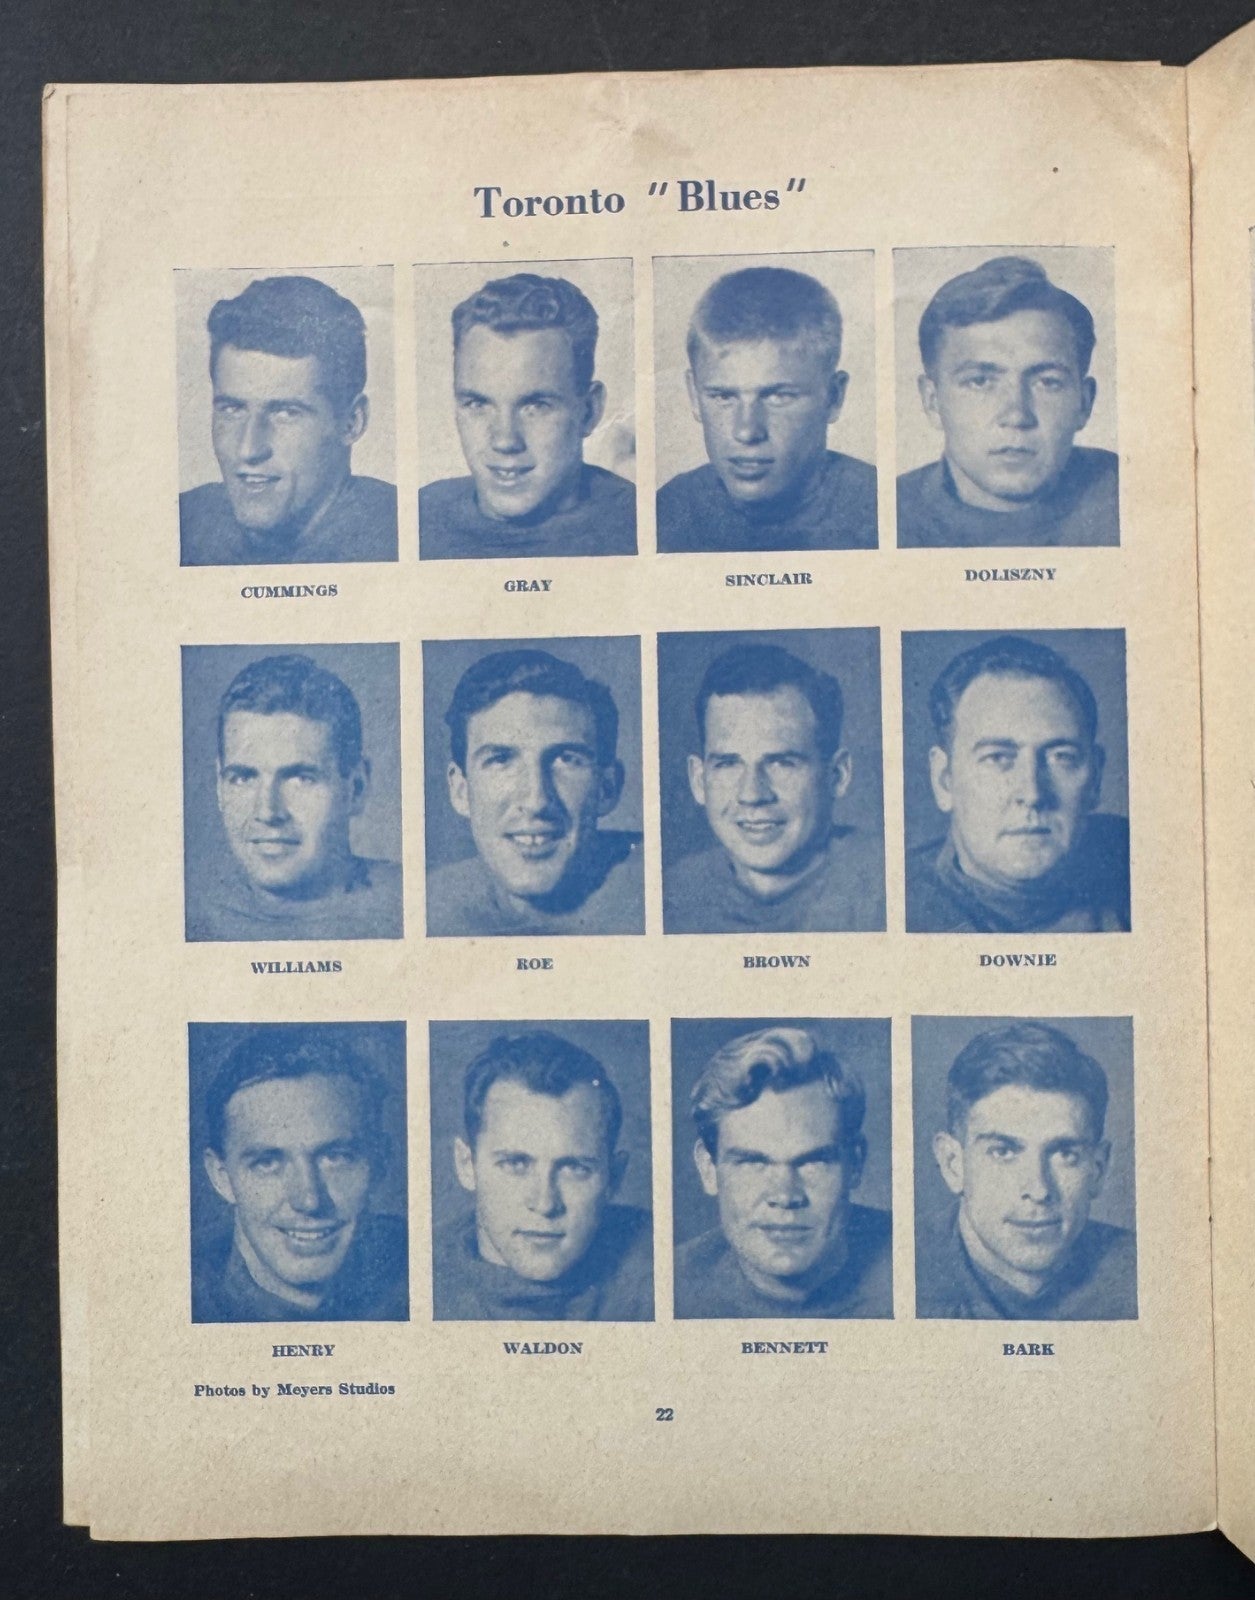 Toronto "Blues"
CUMMINGS GRAY SINCLAIR DOLISZNY
WILLIAMS ROE BROWN DOWNIE
HENRY WALDON BENNETT BARK
Photos by Meyers Studios
22